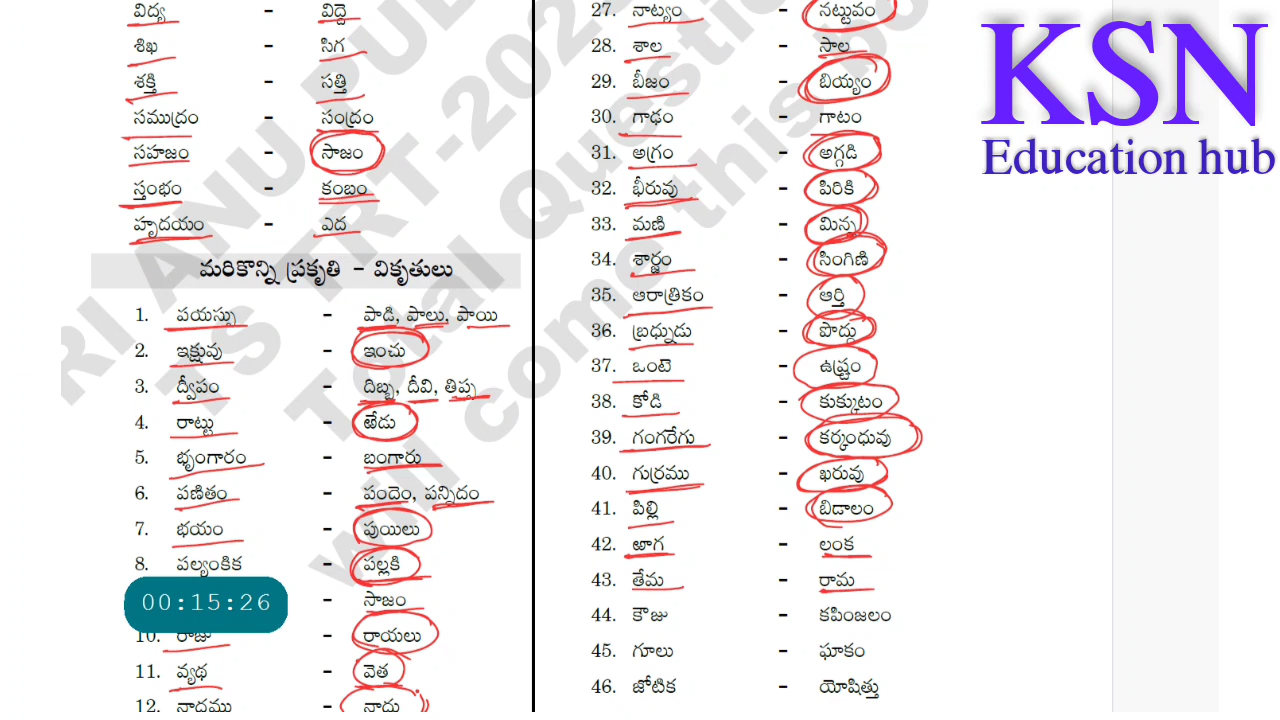 విద్య - విద్దె
శిఖ - సిగ
శక్తి - సత్తి
సముద్రం - సంద్రం
సహజం - సాజం
స్తంభం - కంబం
హృదయం - ఎద
మరికొన్ని ప్రకృతి – వికృతులు
1. పయస్సు - పాడి, పాలు, పాయి
2. ఇక్షువు - ఇంచు
3. ద్వీపం - దిబ్బ, దీవి, తిప్ప
4. రాట్టు - ఱేడు
5. భృంగారం - బంగారు
6. పణితం - పందెం, పన్నిదం
7. భయం - పుయిలు
8. పల్యంకిక - పల్లకి
- సాజం
10. రాజు - రాయలు
11. వ్యథ - వెత
12. నాదము - నాదు
27. నాట్యం - నట్టువం
28. శాల - సాల
29. బీజం - బియ్యం
30. గాఢం - గాటం
31. అగ్రం - అగ్గడి
32. భీరువు - పిరికి
33. మణి - మిన్న
34. శార్ఙం - సింగిణి
35. ఆరాత్రికం - ఆర్తి
36. బ్రధ్నుడు - పొద్దు
37. ఒంటె - ఉష్ట్రం
38. కోడి - కుక్కుటం
39. గంగరేగు - కర్కంధువు
40. గుర్రము - ఖరువు
41. పిల్లి - బిడాలం
42. ఱాగ - లంక
43. తేమ - రామ
44. కౌజు - కపింజలం
45. గూలు - ఘాకం
46. జోటిక - యోషిత్తు
KSN
Education hub
00:15:26